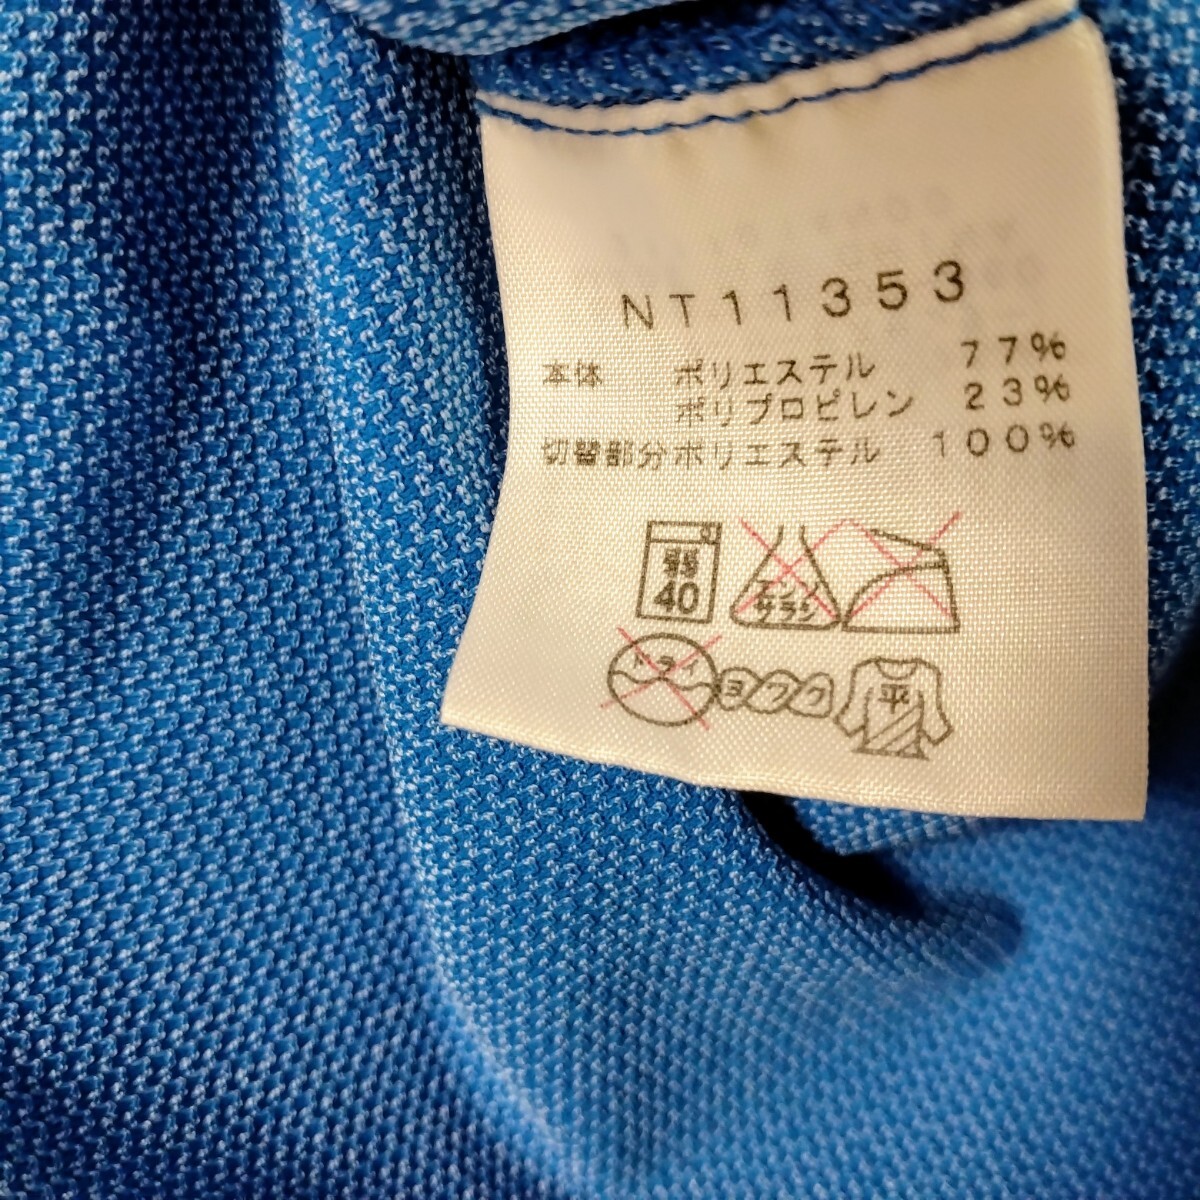 NT11353
本体 ポリエステル 77%
ポリプロピレン 23%
切替部分ポリエステル 100%
弱
40
エンソ
サラシ
ドライ
ヨワク
平